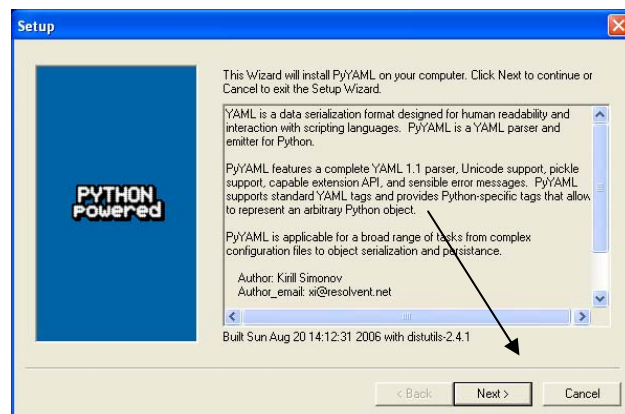 Setup
This Wizard will install PyYAML on your computer. Click Next to continue or
Cancel to exit the Setup Wizard.
YAML is a data serialization format designed for human readability and
interaction with scripting languages.  PyYAML is a YAML parser and
emitter for Python.
PyYAML features a complete YAML 1.1 parser, Unicode support, pickle
support, capable extension API, and sensible error messages.  PyYAML
supports standard YAML tags and provides Python-specific tags that allow
to represent an arbitrary Python object.
PyYAML is applicable for a broad range of tasks from complex
configuration files to object serialization and persistance.
Author: Kirill Simonov
Author_email: xi@resolvent.net
PYTHON
Powered
Built Sun Aug 20 14:12:31 2006 with distutils-2.4.1
< Back
Next >
Cancel